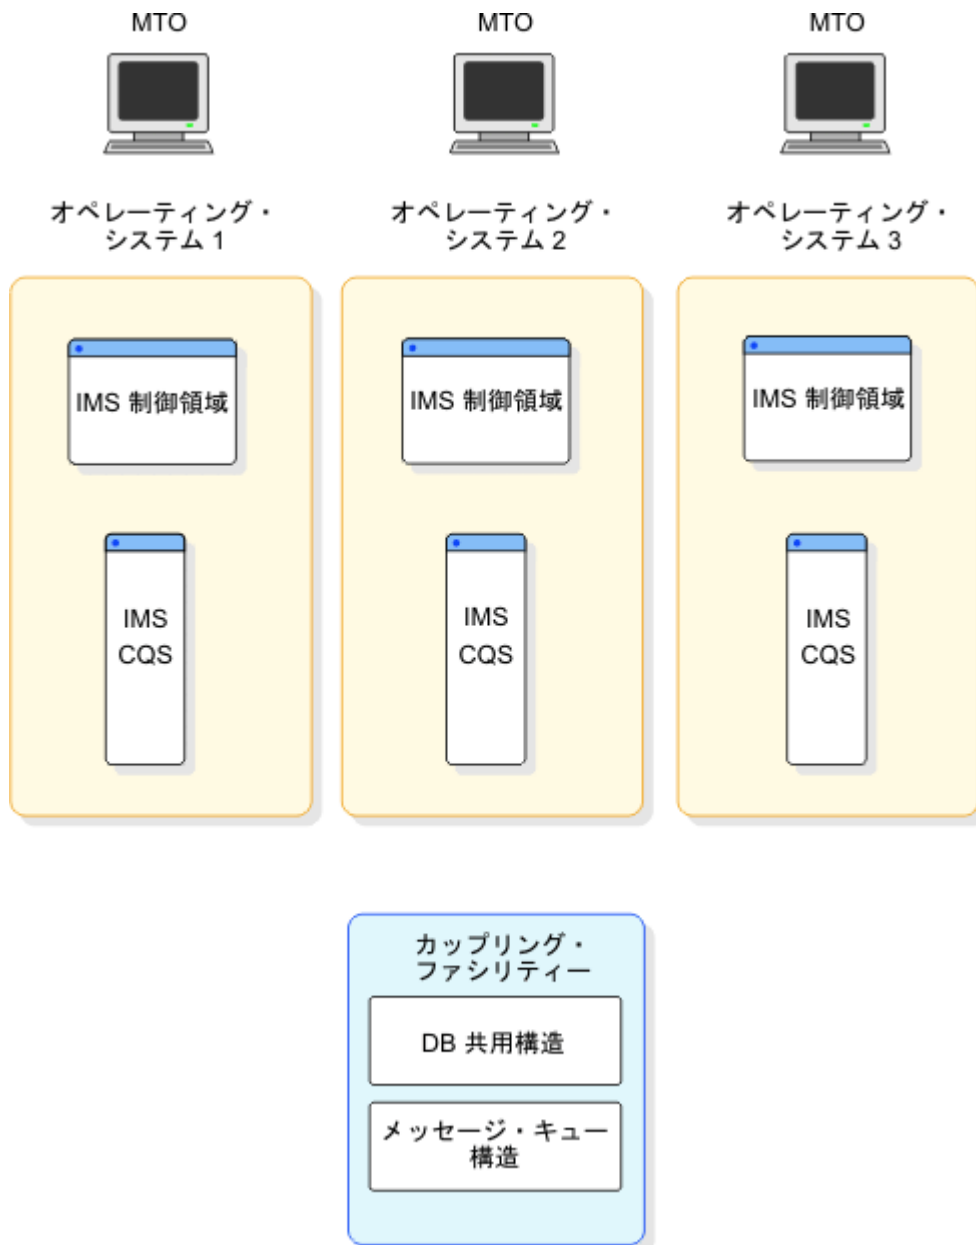 MTO
MTO
MTO
オペレーティング・
システム 1
オペレーティング・
システム 2
オペレーティング・
システム 3
IMS 制御領域
IMS 制御領域
IMS 制御領域
IMS
CQS
IMS
CQS
IMS
CQS
カップリング・
ファシリティー
DB 共用構造
メッセージ・キュー
構造